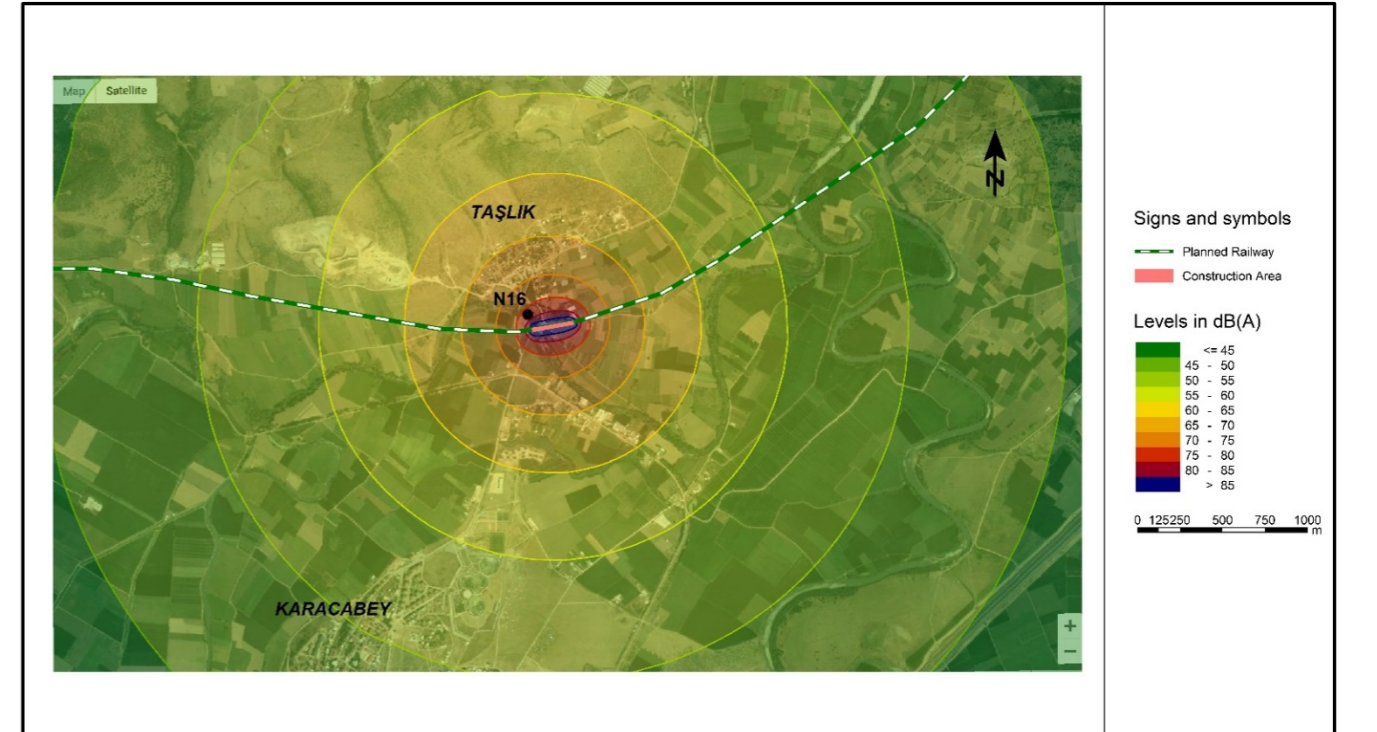 Map Satellite
N
TAŞLIK
N16
KARACABEY
+
−
Signs and symbols
Planned Railway
Construction Area
Levels in dB(A)
<= 45
45 - 50
50 - 55
55 - 60
60 - 65
65 - 70
70 - 75
75 - 80
80 - 85
> 85
0 125250 500 750 1000
m